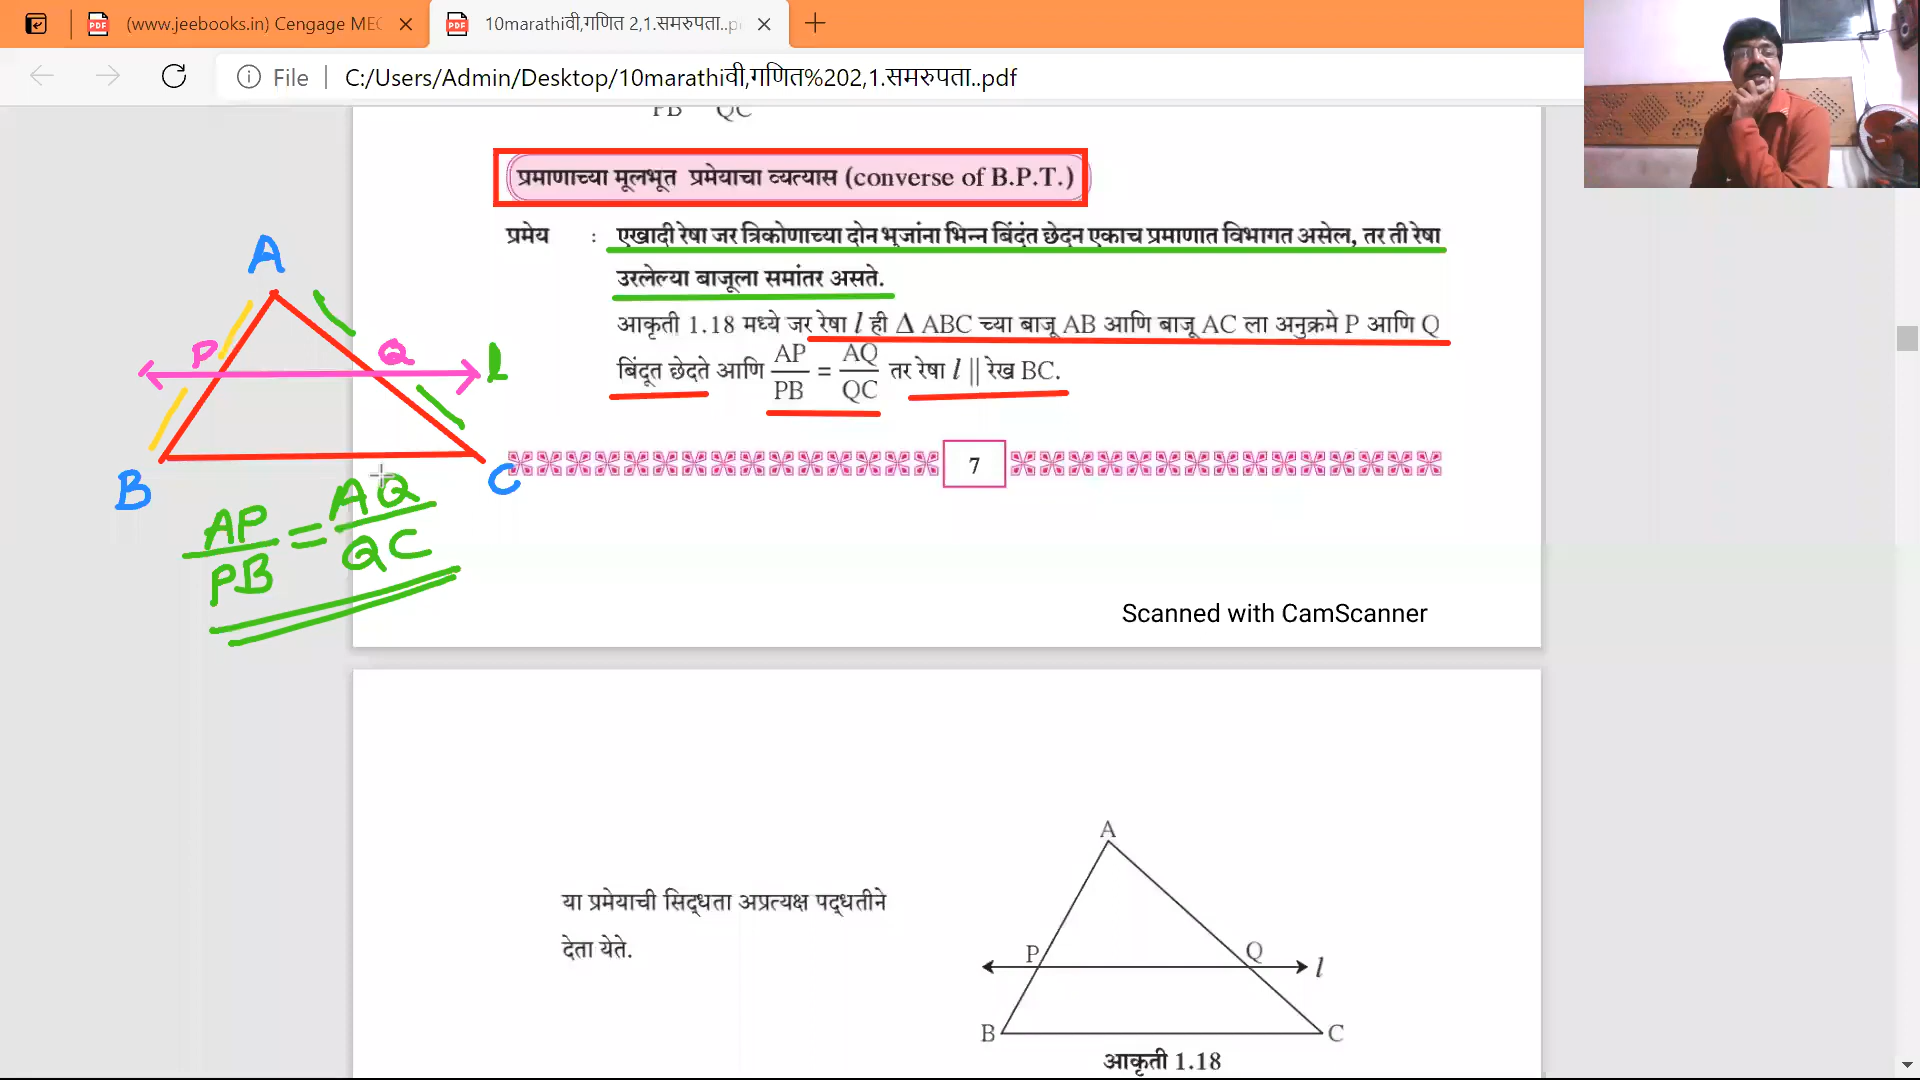 (www.jeebooks.in) Cengage MEC
10marathiवी,गणित 2,1.समरुपता..p
File
C:/Users/Admin/Desktop/10marathiवी,गणित%202,1.समरुपता..pdf
PB QC
प्रमाणाच्या मूलभूत प्रमेयाचा व्यत्यास (converse of B.P.T.)
प्रमेय : एखादी रेषा जर त्रिकोणाच्या दोन भुजांना भिन्न बिंदूंत छेदून एकाच प्रमाणात विभागत असेल, तर ती रेषा
उरलेल्या बाजूला समांतर असते.
आकृती 1.18 मध्ये जर रेषा l ही Δ ABC च्या बाजू AB आणि बाजू AC ला अनुक्रमे P आणि Q
बिंदूत छेदते आणि AP/PB = AQ/QC तर रेषा l || रेख BC.
A
P Q l
B C
AP/PB = AQ/QC
7
Scanned with CamScanner
या प्रमेयाची सिद्धता अप्रत्यक्ष पद्धतीने
देता येते.
A
P Q l
B C
आकृती 1.18